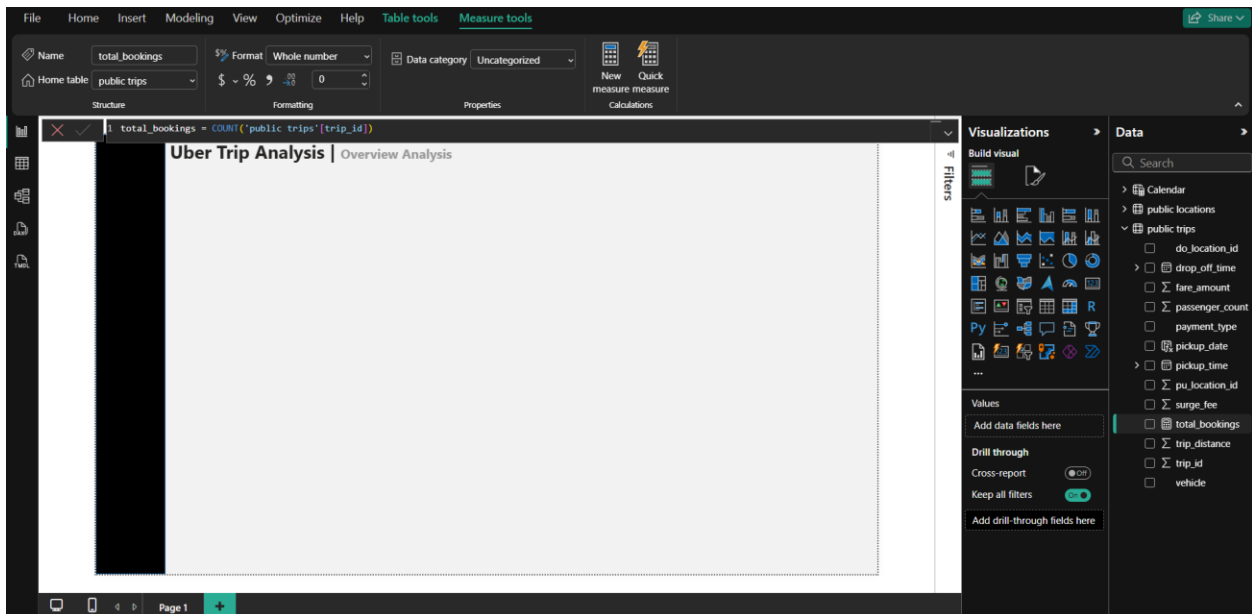 File Home Insert Modeling View Optimize Help Table tools Measure tools
Share
Name total_bookings
Home table public trips
Structure
$% Format Whole number
$ % 0
Formatting
Data category Uncategorized
Properties
New measure
Quick measure
Calculations
1 total_bookings = COUNT('public trips'[trip_id])
Uber Trip Analysis | Overview Analysis
DAX
TMDL
Filters
Visualizations
Build visual
123
R
Py
...
Values
Add data fields here
Drill through
Cross-report Off
Keep all filters On
Add drill-through fields here
Data
Search
Calendar
public locations
public trips
do_location_id
drop_off_time
∑ fare_amount
∑ passenger_count
payment_type
pickup_date
pickup_time
∑ pu_location_id
∑ surge_fee
total_bookings
∑ trip_distance
∑ trip_id
vehicle
Page 1 +